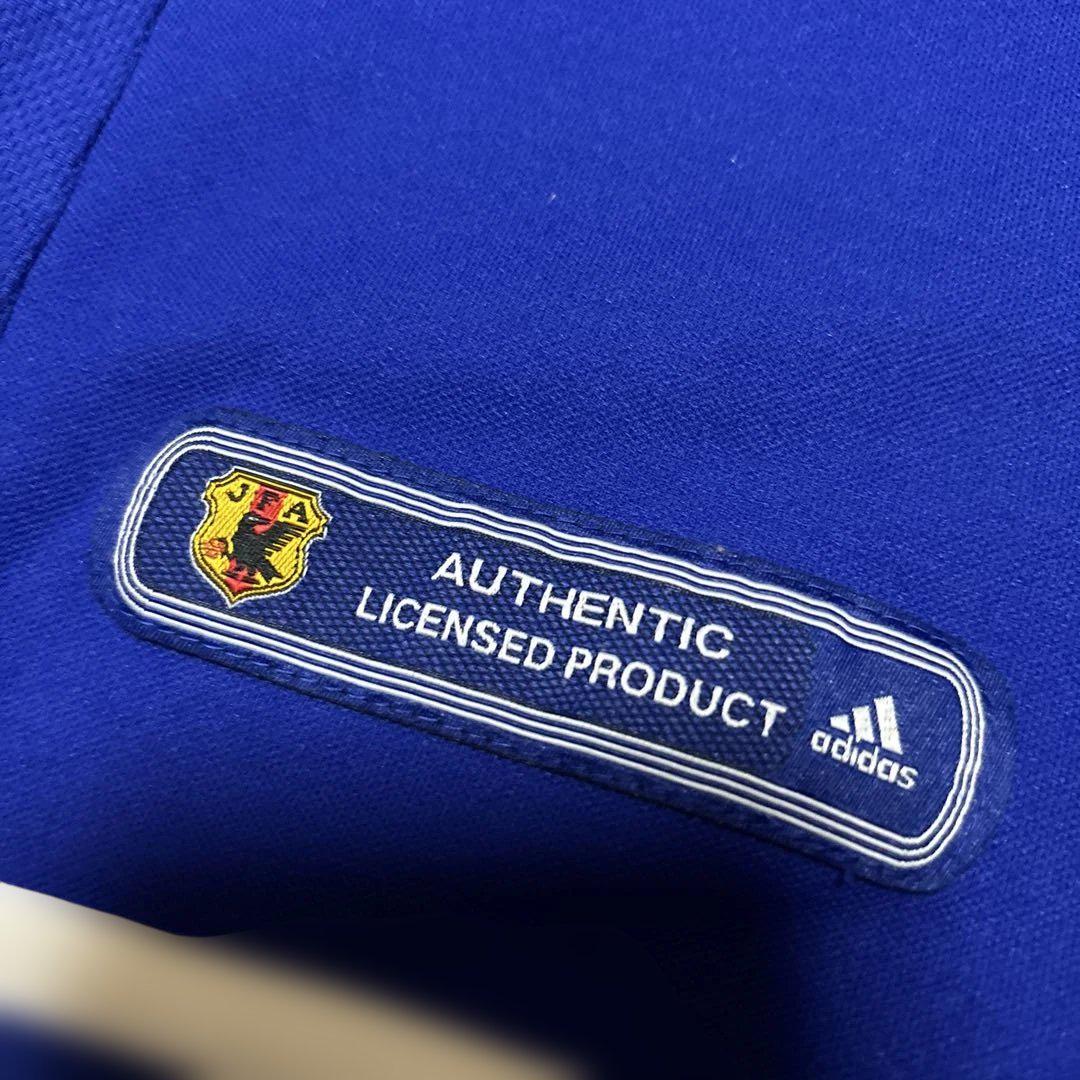 JFA
AUTHENTIC
LICENSED PRODUCT
adidas